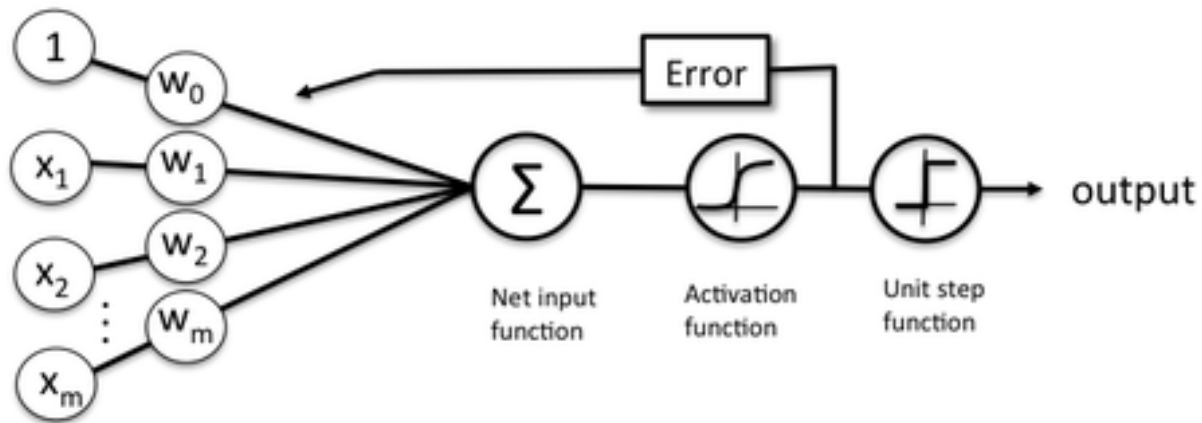 1
w₀
Error
x₁
w₁
Σ
output
x₂
w₂
⋮
wₘ
xₘ
Net input
function
Activation
function
Unit step
function